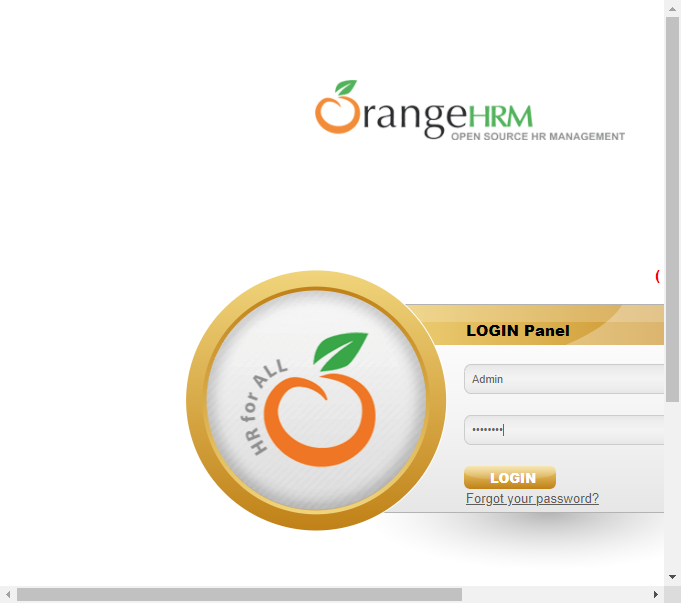 OrangeHRM
OPEN SOURCE HR MANAGEMENT
(
LOGIN Panel
HR for ALL
Admin
••••••••
LOGIN
Forgot your password?